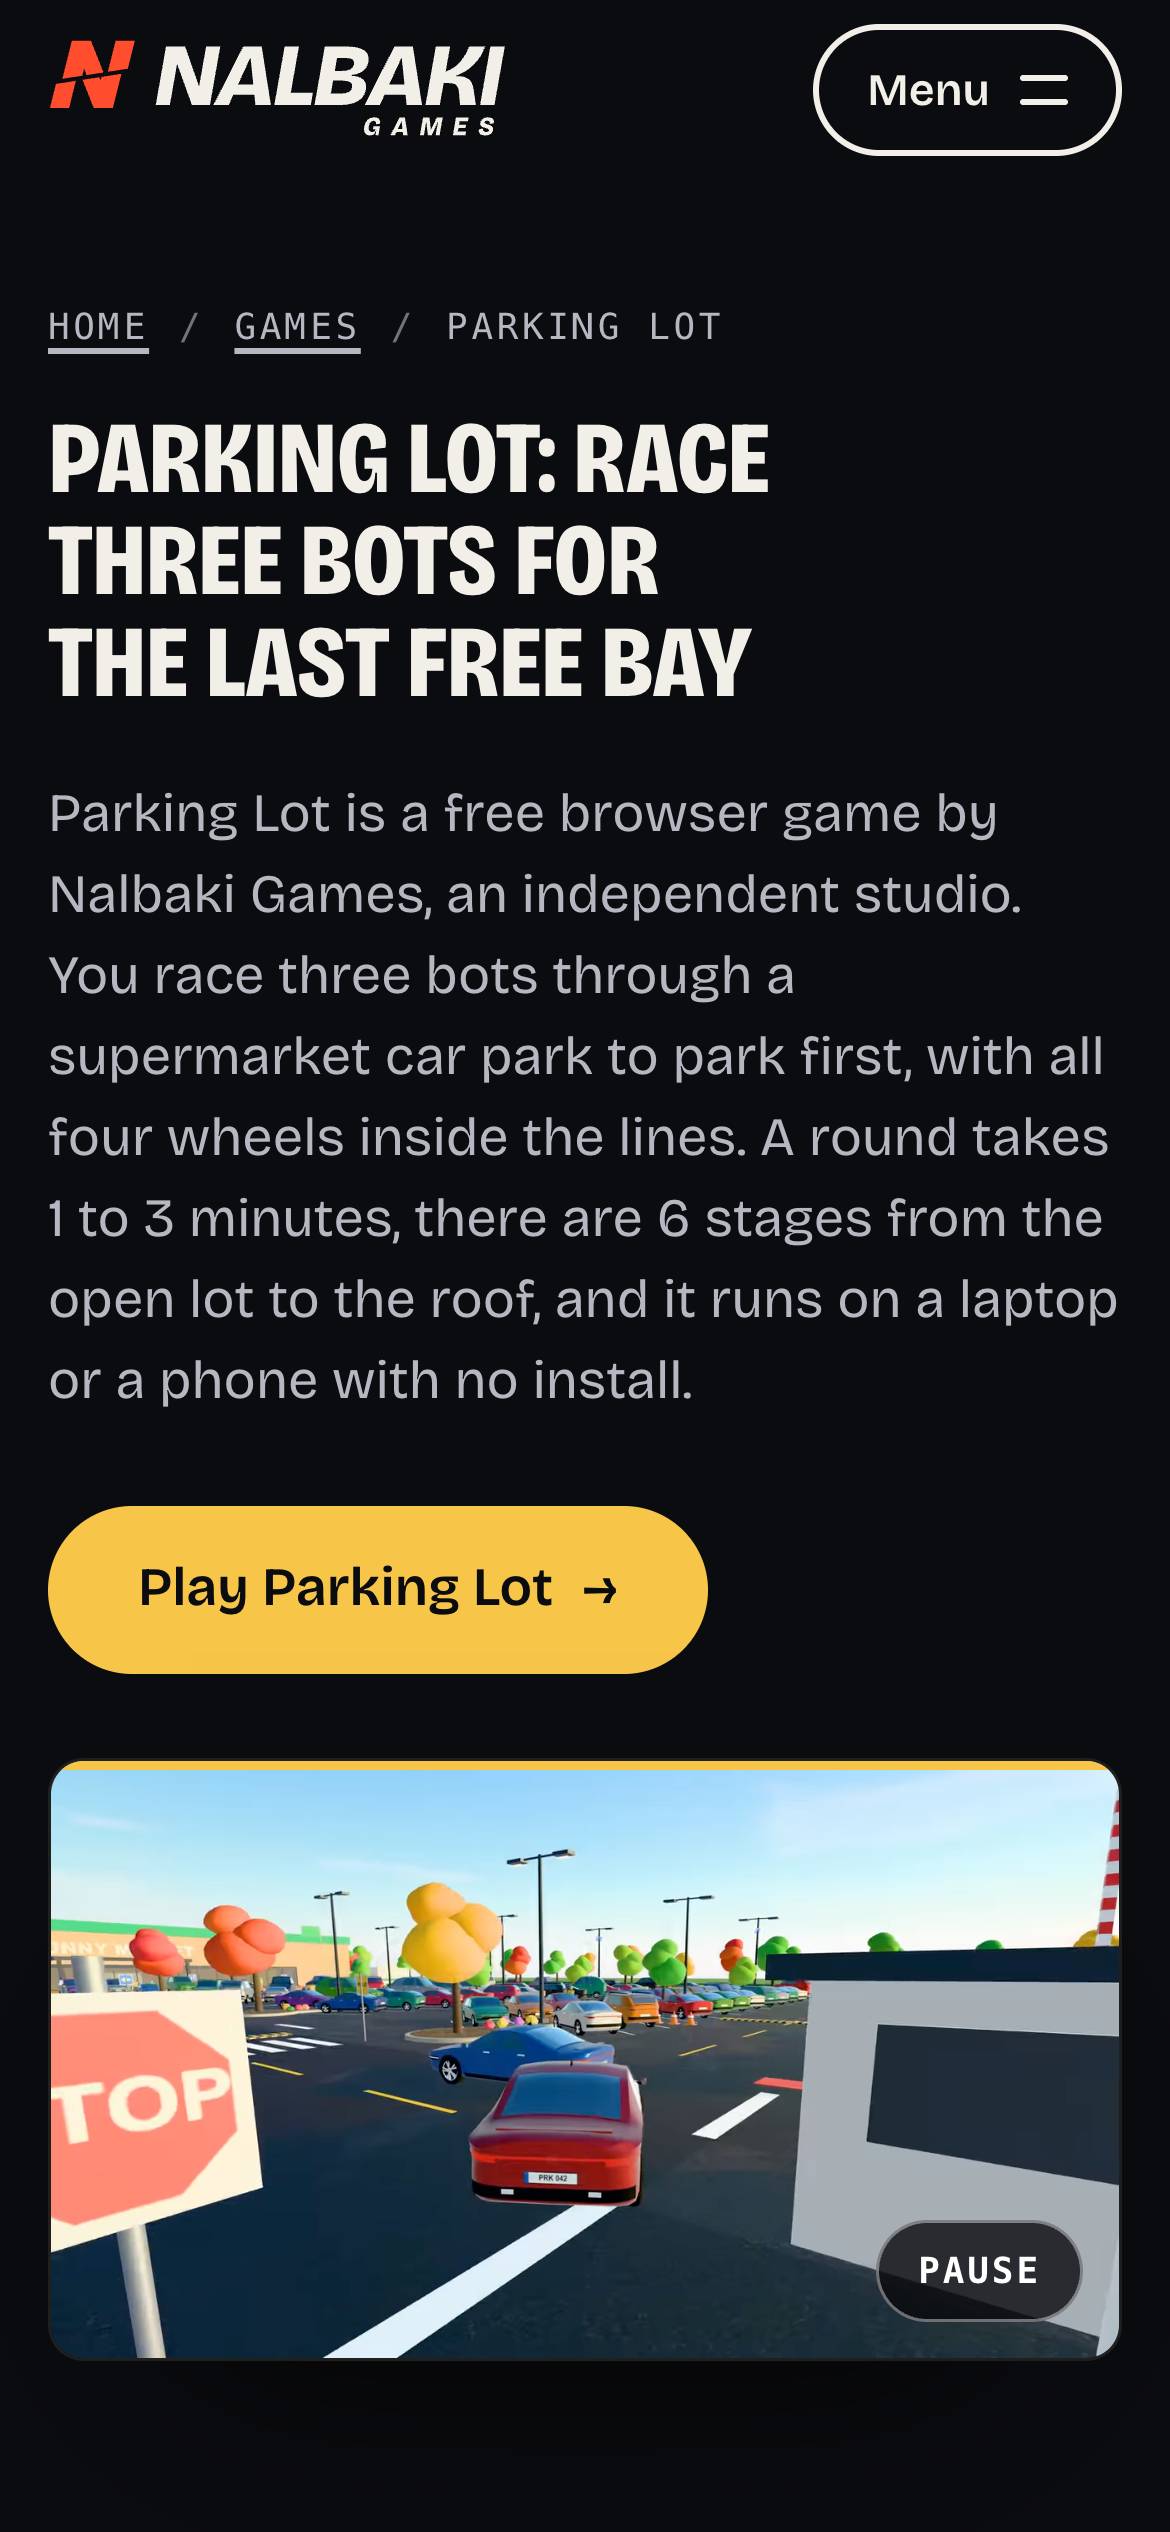 NALBAKI
GAMES
Menu
HOME / GAMES / PARKING LOT
PARKING LOT: RACE
THREE BOTS FOR
THE LAST FREE BAY
Parking Lot is a free browser game by
Nalbaki Games, an independent studio.
You race three bots through a
supermarket car park to park first, with all
four wheels inside the lines. A round takes
1 to 3 minutes, there are 6 stages from the
open lot to the roof, and it runs on a laptop
or a phone with no install.
Play Parking Lot →
TOP
PRK 042
PAUSE